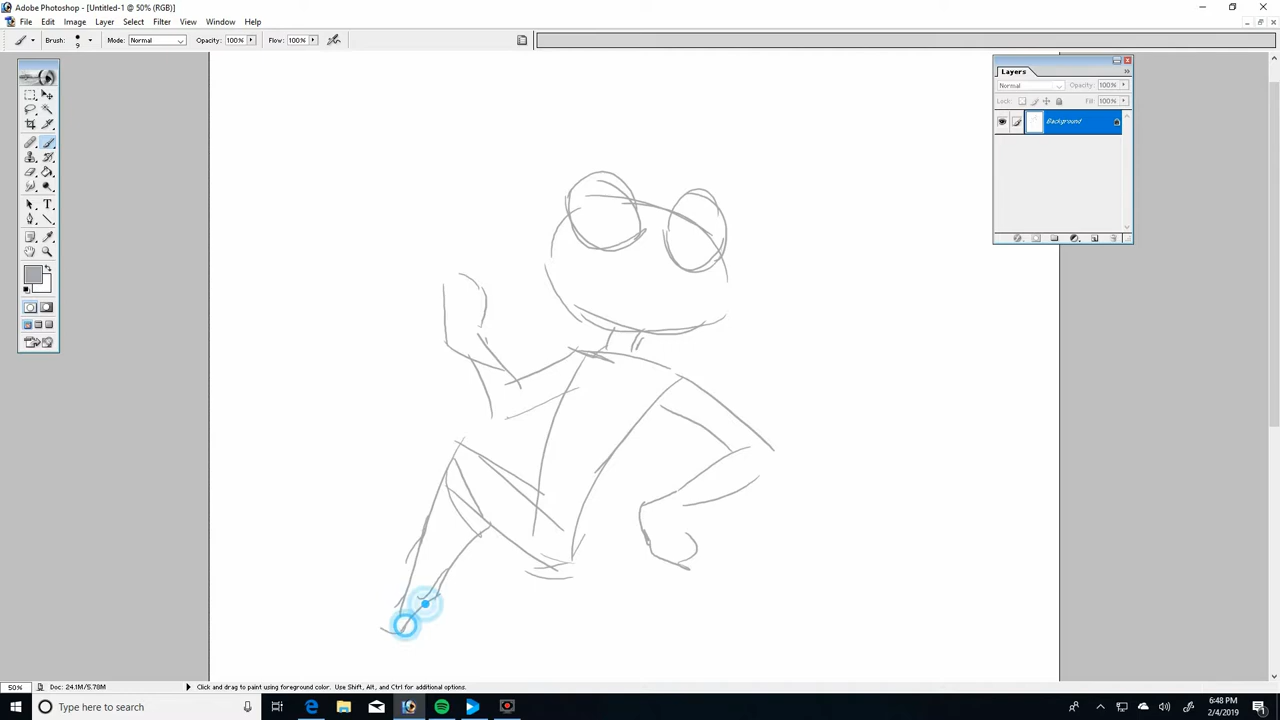 Adobe Photoshop - [Untitled-1 @ 50% (RGB)]
File Edit Image Layer Select Filter View Window Help
Brush: 9 Mode: Normal Opacity: 100% Flow: 100%
Layers
Normal Opacity: 100%
Lock: Fill: 100%
Background
50% Doc: 24.1M/5.78M Click and drag to paint using foreground color. Use Shift, Alt, and Ctrl for additional options.
Type here to search
6:48 PM
2/4/2019